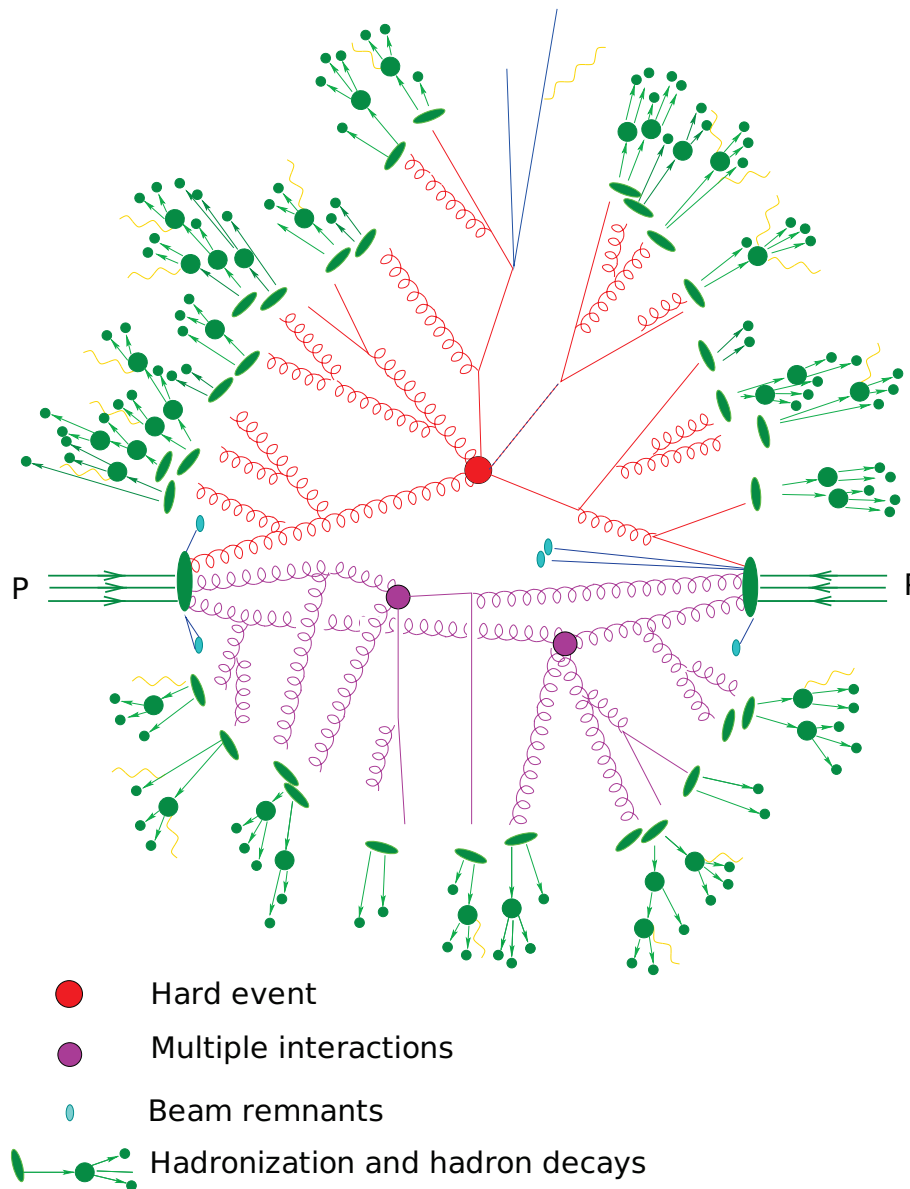 P
P
Hard event
Multiple interactions
Beam remnants
Hadronization and hadron decays